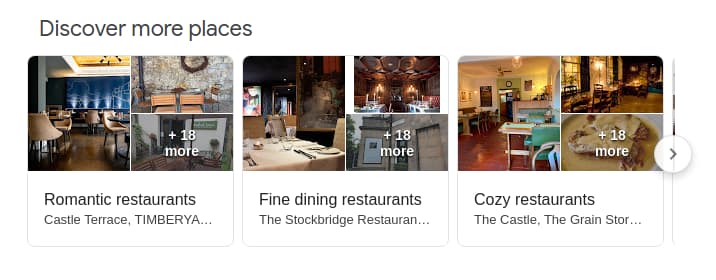 Discover more places
+ 18
more
+ 18
more
+ 18
more
Romantic restaurants
Castle Terrace, TIMBERYA…
Fine dining restaurants
The Stockbridge Restauran…
Cozy restaurants
The Castle, The Grain Stor…